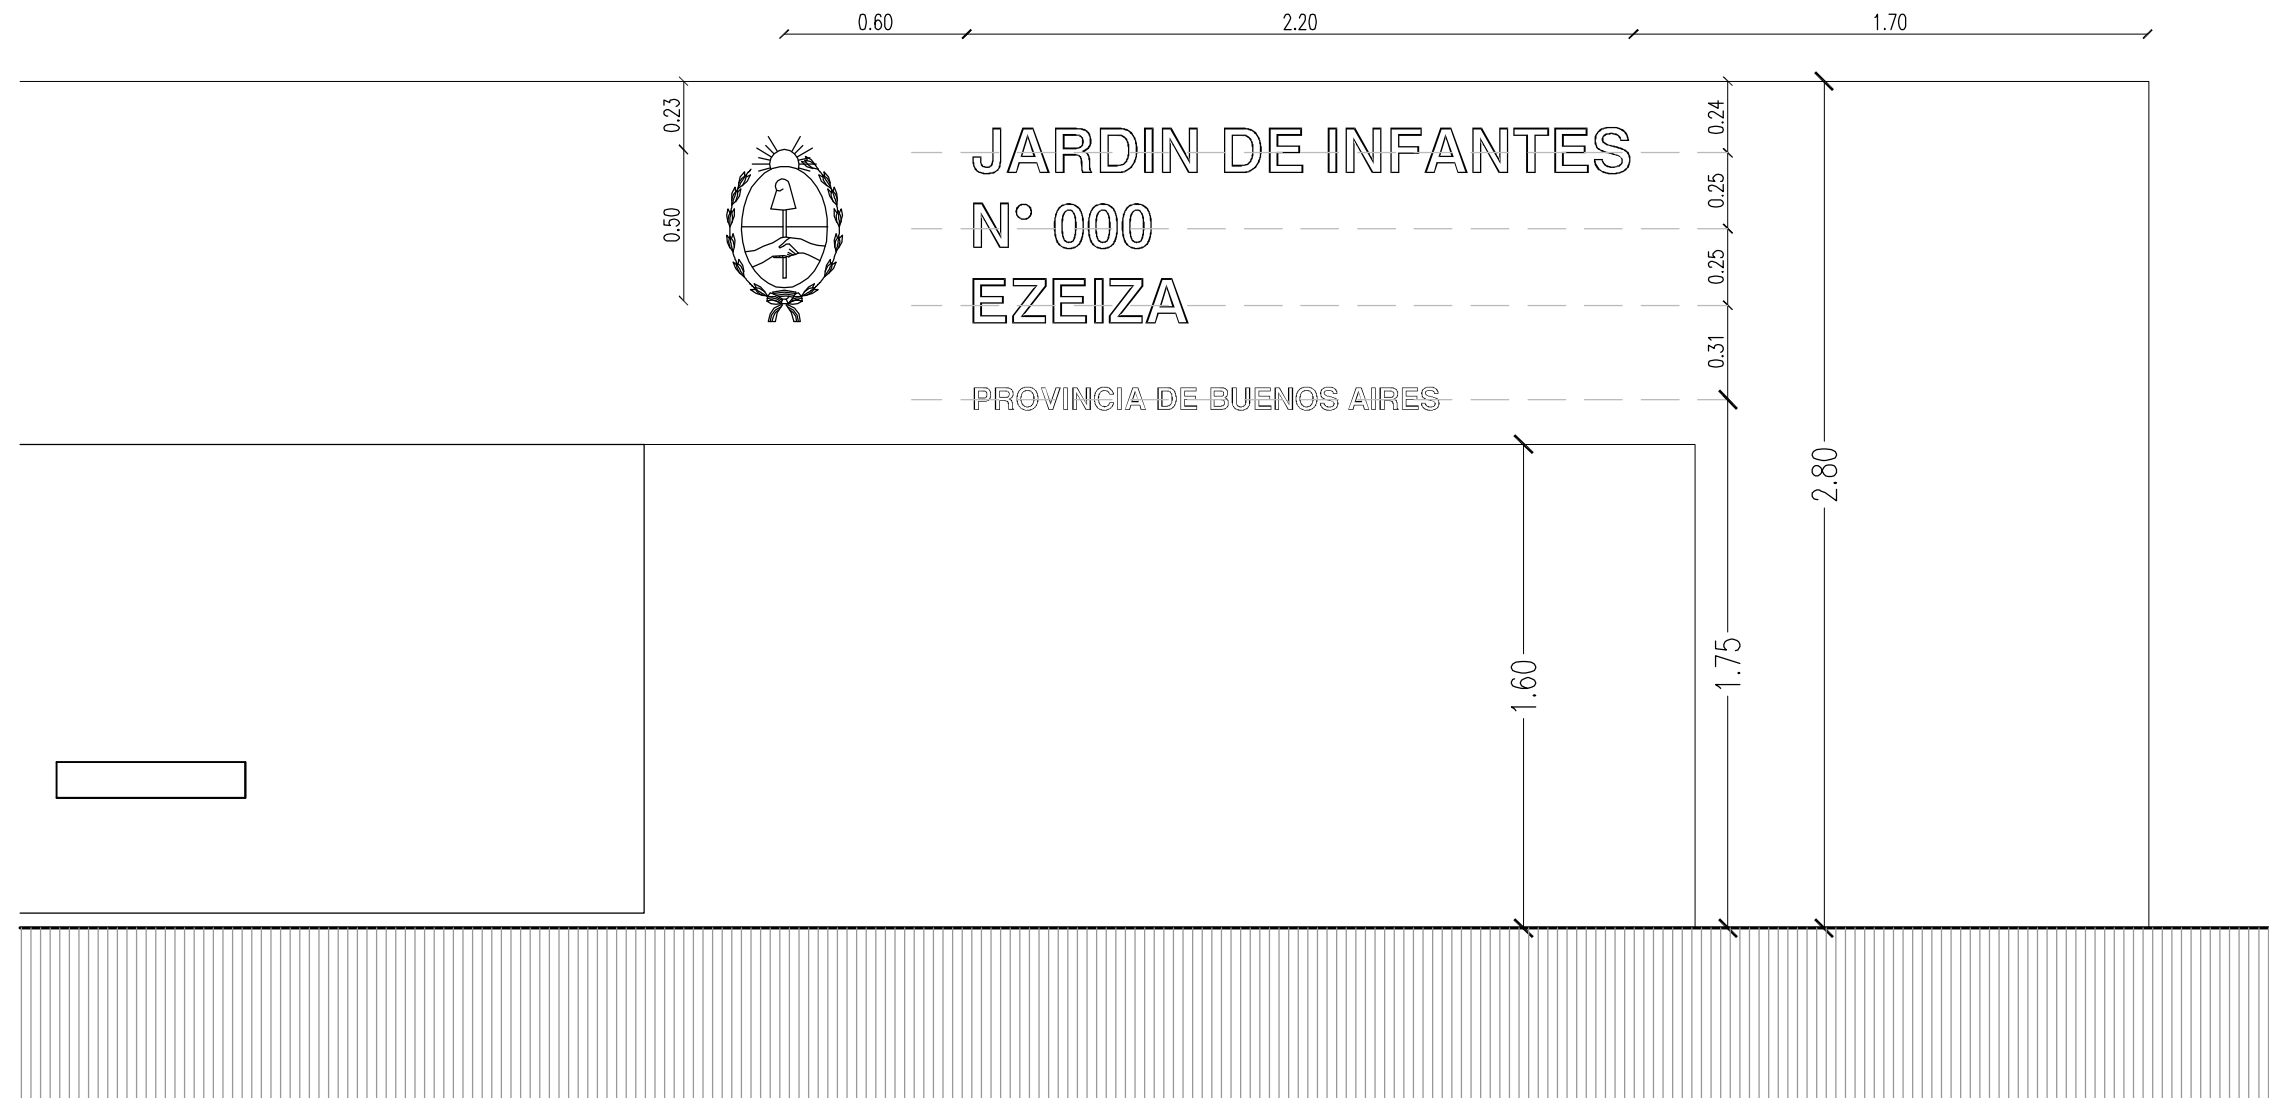 0.60 2.20 1.70
0.23
0.50
JARDIN DE INFANTES
N° 000
EZEIZA
PROVINCIA DE BUENOS AIRES
0.24
0.25
0.25
0.31
2.80
1.60
1.75